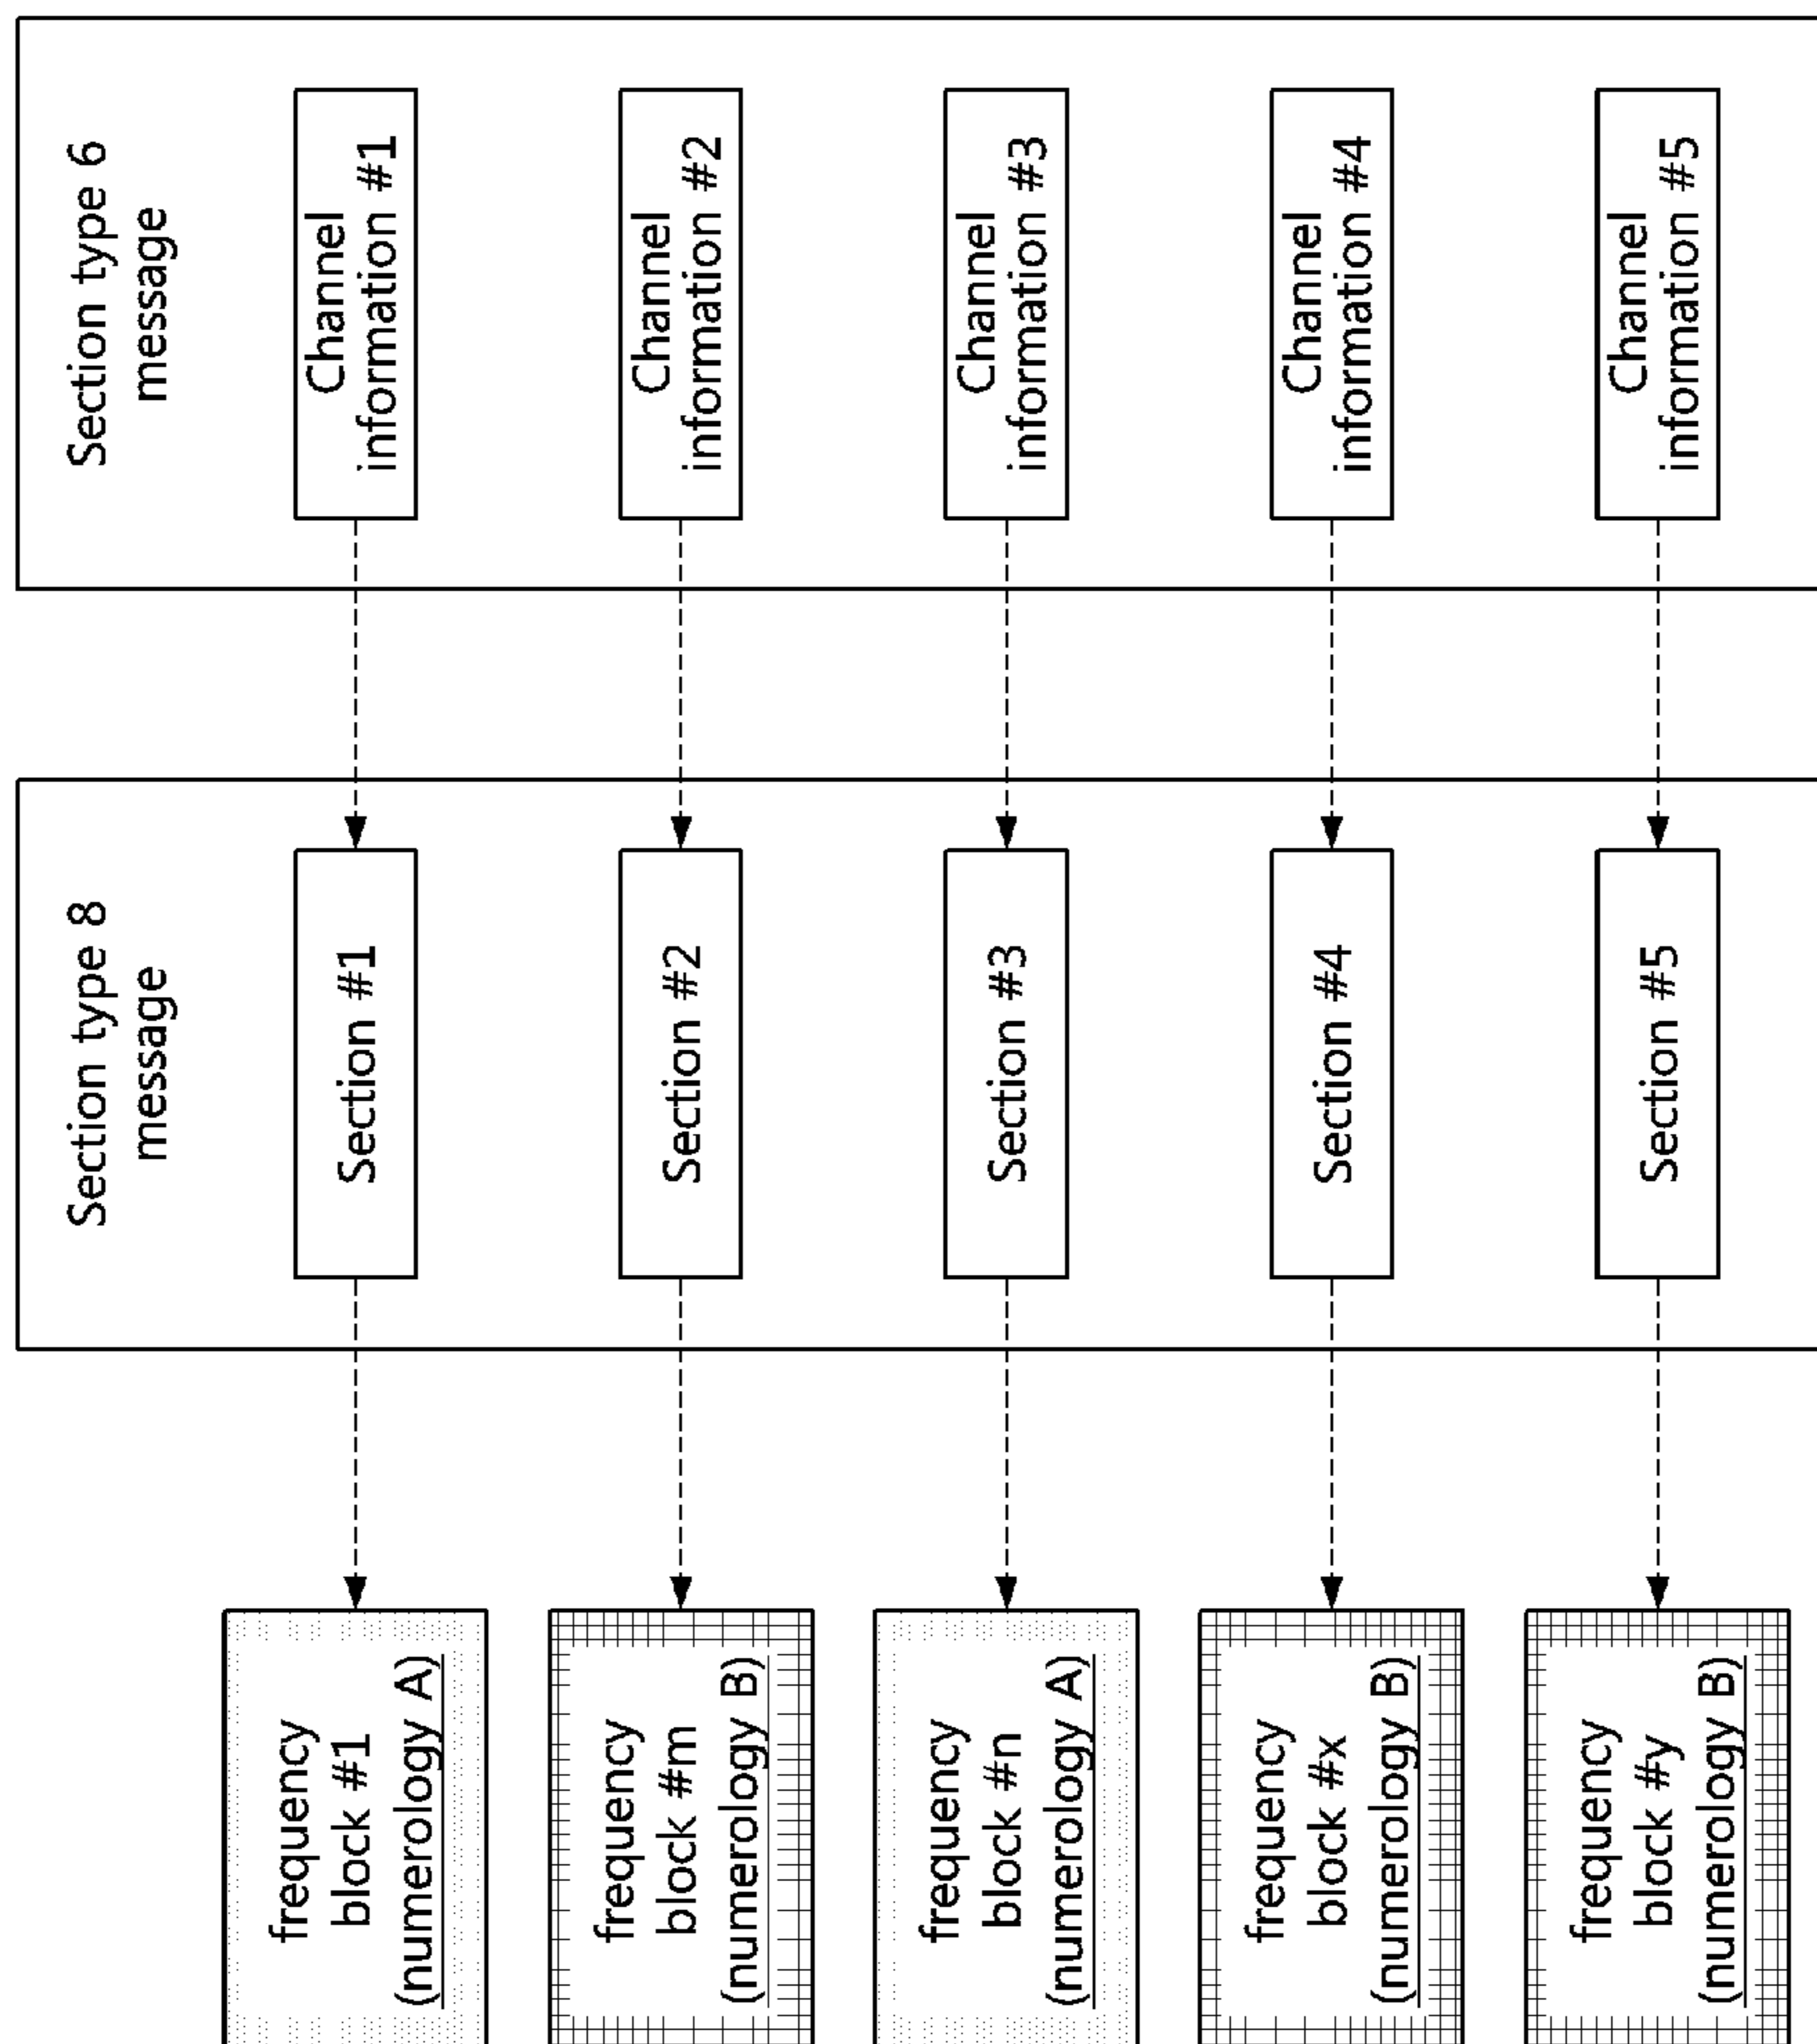 Section type 8
message
Section type 6
message
frequency
block #1
(numerology A)
Section #1
Channel
information #1
frequency
block #m
(numerology B)
Section #2
Channel
information #2
frequency
block #n
(numerology A)
Section #3
Channel
information #3
frequency
block #x
(numerology B)
Section #4
Channel
information #4
frequency
block #y
(numerology B)
Section #5
Channel
information #5